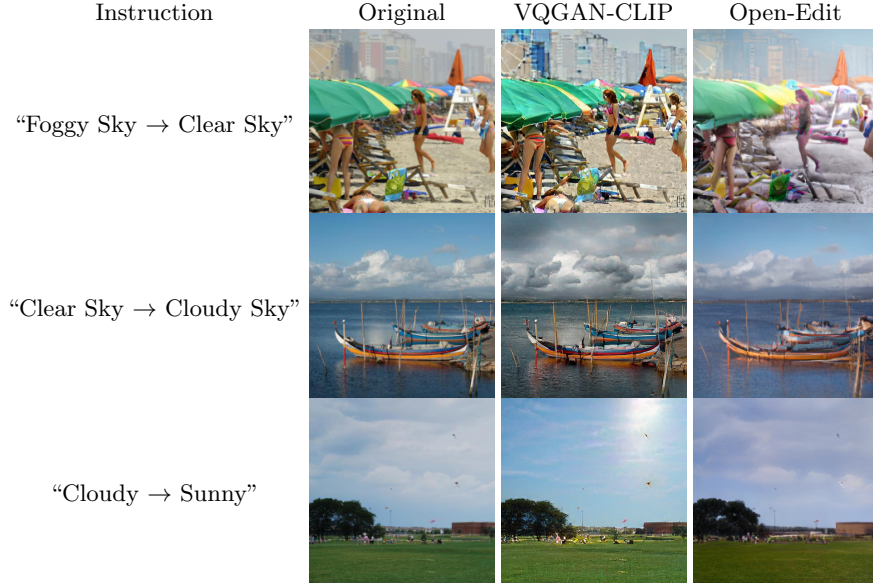 Instruction Original VQGAN-CLIP Open-Edit
“Foggy Sky → Clear Sky”
“Clear Sky → Cloudy Sky”
“Cloudy → Sunny”